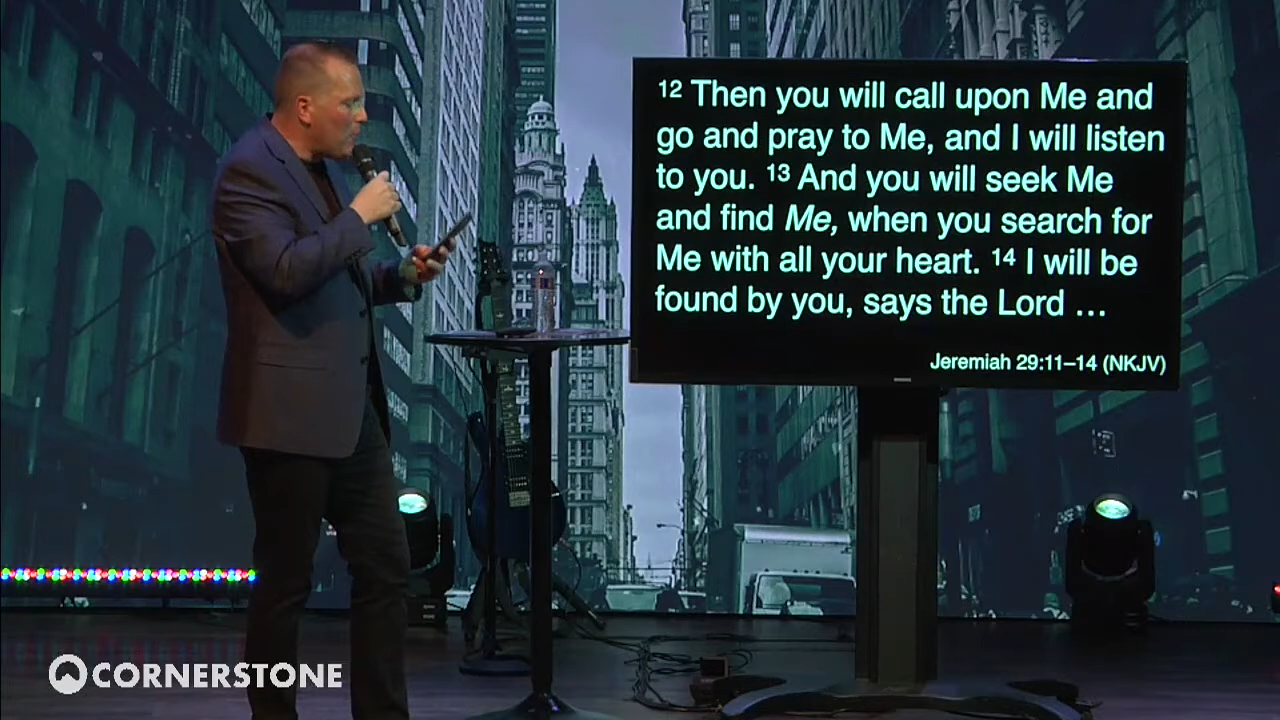 12 Then you will call upon Me and
go and pray to Me, and I will listen
to you. 13 And you will seek Me
and find Me, when you search for
Me with all your heart. 14 I will be
found by you, says the Lord …
Jeremiah 29:11–14 (NKJV)
CORNERSTONE